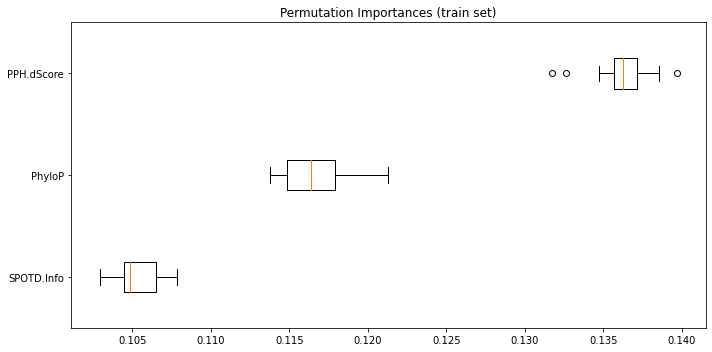 Permutation Importances (train set)
PPH.dScore
PhyloP
SPOTD.Info
0.105 0.110 0.115 0.120 0.125 0.130 0.135 0.140